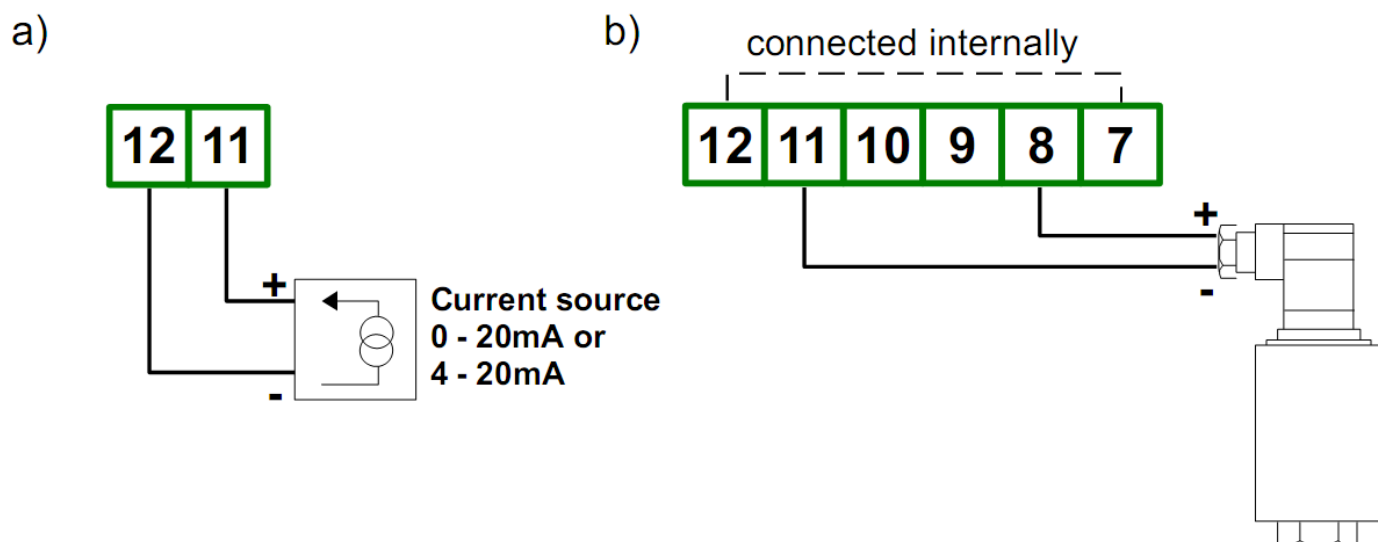 a)
12 11
+
-
Current source
0 - 20mA or
4 - 20mA
b)
connected internally
12 11 10 9 8 7
+
-